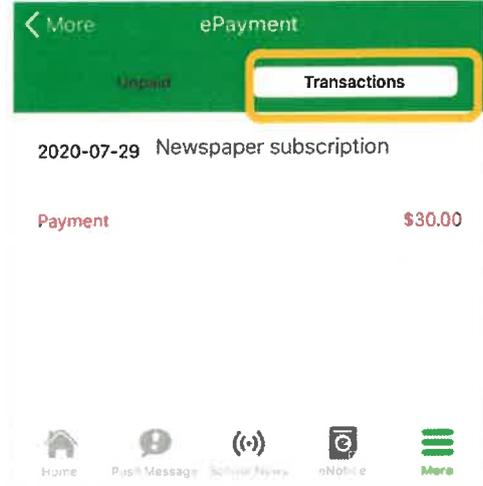 More ePayment
Unpaid Transactions
2020-07-29 Newspaper subscription
Payment $30.00
Home Push Message School News eNotice More